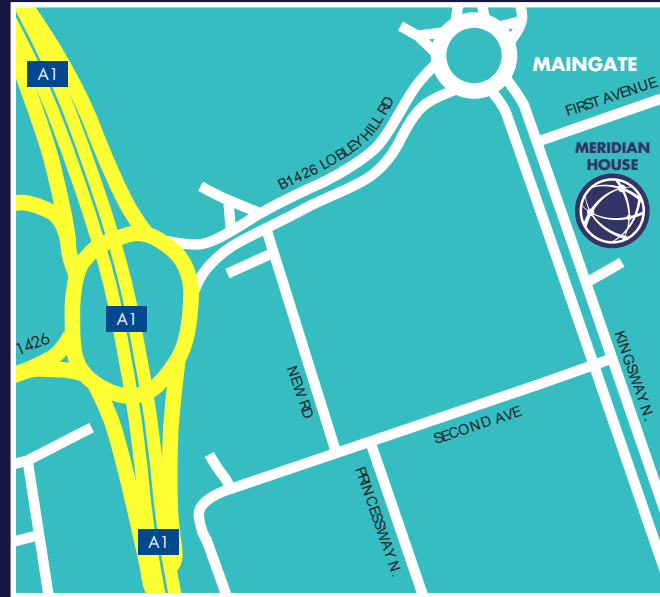 A1
MAINGATE
FIRST AVENUE
B1426 LOBLEYHILL RD
MERIDIAN
HOUSE
A1
1426
KINGSWAY N.
NEW RD
SECOND AVE
PRINCESSWAY N.
A1